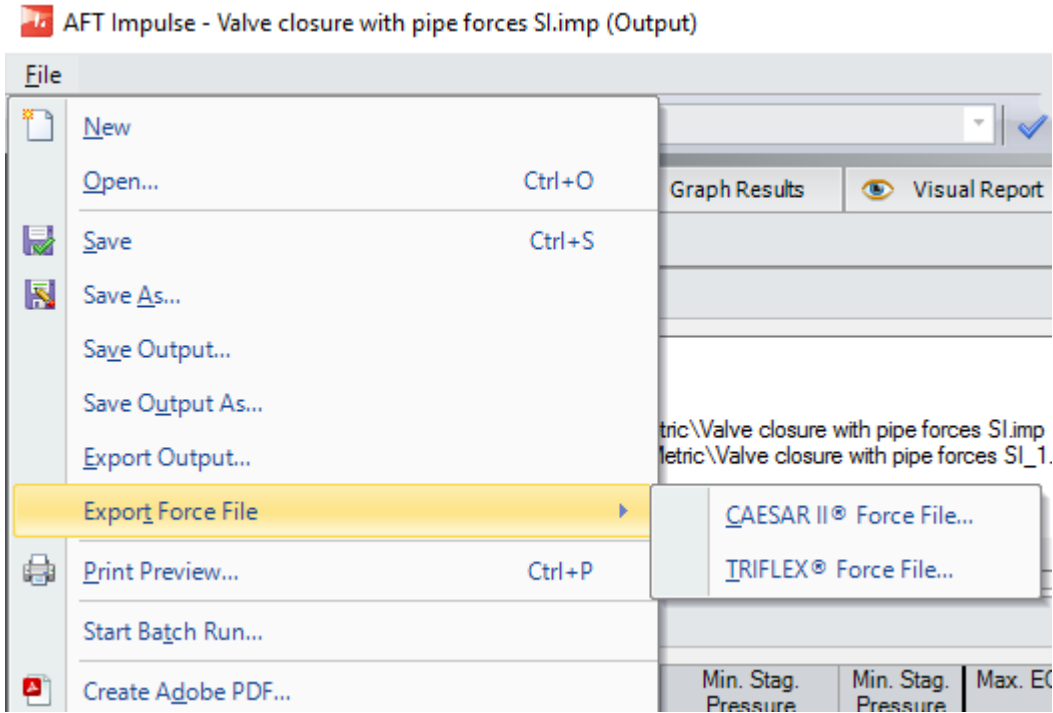 AFT Impulse - Valve closure with pipe forces SI.imp (Output)
File
New
Open... Ctrl+O
Graph Results
Visual Report
Save Ctrl+S
Save As...
Save Output...
Save Output As...
tric\Valve closure with pipe forces SI.imp
Export Output...
Metric\Valve closure with pipe forces SI_1.
Export Force File
CAESAR II® Force File...
TRIFLEX® Force File...
Print Preview... Ctrl+P
Start Batch Run...
Create Adobe PDF...
Min. Stag. Min. Stag. Max. EG
Pressure Pressure